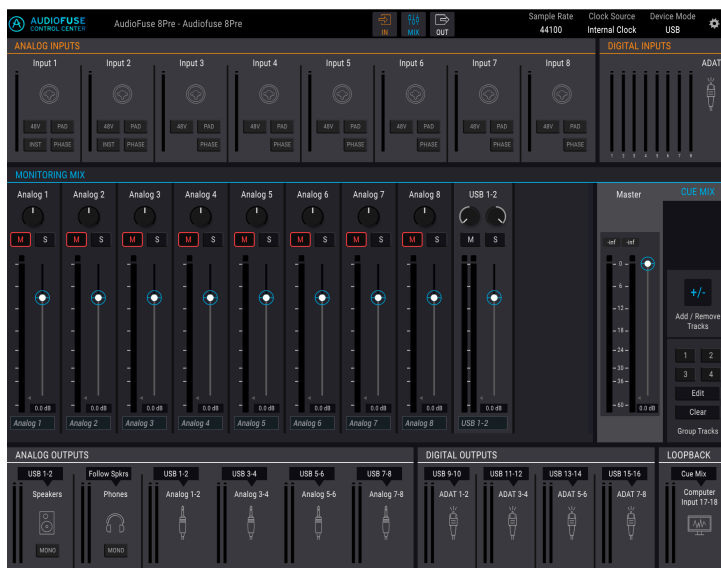 AUDIOFUSE
CONTROL CENTER
AudioFuse 8Pre - Audiofuse 8Pre
IN MIX OUT
Sample Rate Clock Source Device Mode
44100 Internal Clock USB
ANALOG INPUTS DIGITAL INPUTS
Input 1 Input 2 Input 3 Input 4 Input 5 Input 6 Input 7 Input 8 ADAT
48V PAD 48V PAD 48V PAD 48V PAD 48V PAD 48V PAD 48V PAD 48V PAD
INST PHASE INST PHASE PHASE PHASE PHASE PHASE PHASE PHASE
1 2 3 4 5 6 7 8
MONITORING MIX
Analog 1 Analog 2 Analog 3 Analog 4 Analog 5 Analog 6 Analog 7 Analog 8 USB 1-2 Master CUE MIX
M S M S M S M S M S M S M S M S M S
-inf -inf
0
6
12
18
24
30
36
60
+/-
Add / Remove
Tracks
1 2
3 4
Edit
Clear
Group Tracks
0.0 dB 0.0 dB 0.0 dB 0.0 dB 0.0 dB 0.0 dB 0.0 dB 0.0 dB 0.0 dB 0.0 dB
Analog 1 Analog 2 Analog 3 Analog 4 Analog 5 Analog 6 Analog 7 Analog 8 USB 1-2
ANALOG OUTPUTS DIGITAL OUTPUTS LOOPBACK
USB 1-2 Follow Spkrs USB 1-2 USB 3-4 USB 5-6 USB 7-8 USB 9-10 USB 11-12 USB 13-14 USB 15-16 Cue Mix
Speakers Phones Analog 1-2 Analog 3-4 Analog 5-6 Analog 7-8 ADAT 1-2 ADAT 3-4 ADAT 5-6 ADAT 7-8 Computer
Input 17-18
MONO MONO